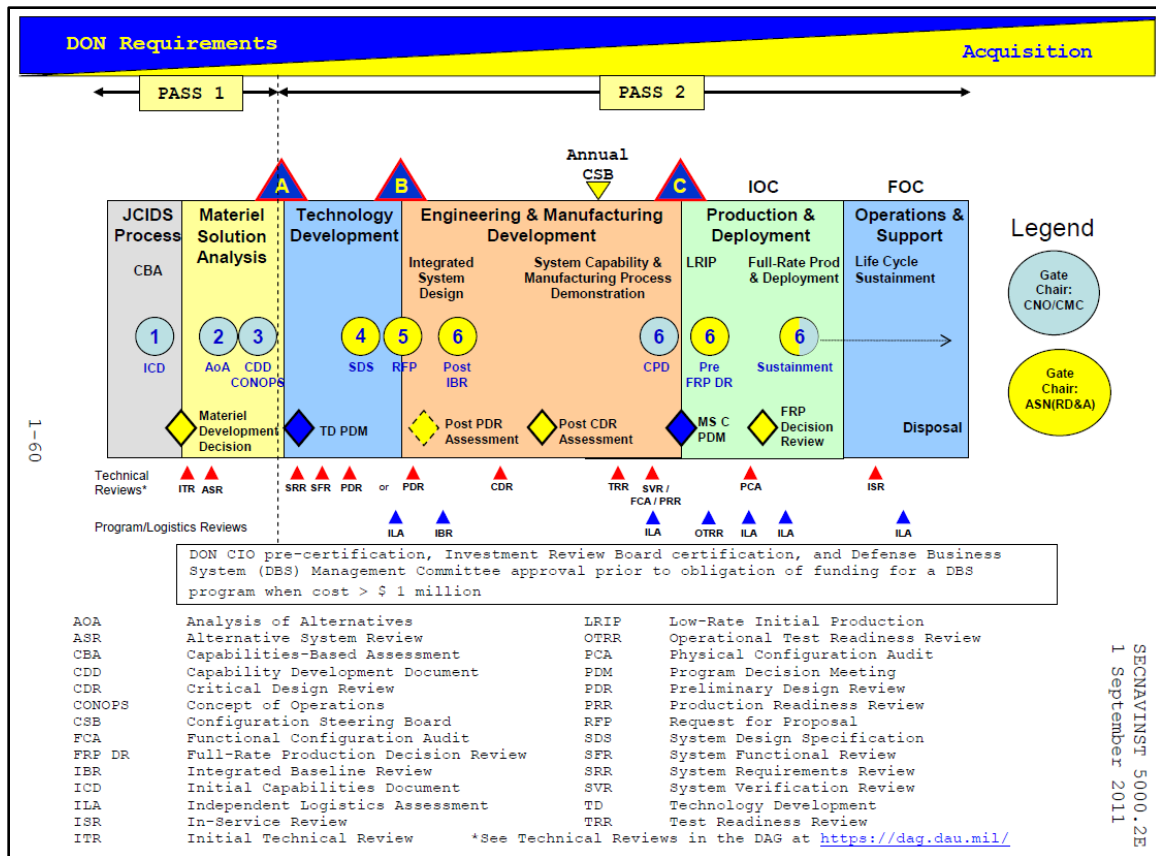 DON Requirements
Acquisition
PASS 1
PASS 2
Annual
CSB
A
B
C
IOC
FOC
JCIDS
Process
CBA
Materiel
Solution
Analysis
Technology
Development
Engineering & Manufacturing
Development
Integrated
System
Design
System Capability &
Manufacturing Process
Demonstration
Production &
Deployment
LRIP
Full-Rate Prod
& Deployment
Operations &
Support
Life Cycle
Sustainment
Legend
Gate
Chair:
CNO/CMC
Gate
Chair:
ASN(RD&A)
1
ICD
2
AoA
3
CDD
CONOPS
4
SDS
5
RFP
6
Post
IBR
6
CPD
6
Pre
FRP DR
6
Sustainment
Materiel
Development
Decision
TD PDM
Post PDR
Assessment
Post CDR
Assessment
MS C
PDM
FRP
Decision
Review
Disposal
1-60
Technical
Reviews*
ITR ASR SRR SFR PDR or PDR CDR TRR SVR /
FCA / PRR
PCA ISR
Program/Logistics Reviews
ILA IBR ILA OTRR ILA ILA ILA
DON CIO pre-certification, Investment Review Board certification, and Defense Business
System (DBS) Management Committee approval prior to obligation of funding for a DBS
program when cost > $ 1 million
AOA Analysis of Alternatives
ASR Alternative System Review
CBA Capabilities-Based Assessment
CDD Capability Development Document
CDR Critical Design Review
CONOPS Concept of Operations
CSB Configuration Steering Board
FCA Functional Configuration Audit
FRP DR Full-Rate Production Decision Review
IBR Integrated Baseline Review
ICD Initial Capabilities Document
ILA Independent Logistics Assessment
ISR In-Service Review
ITR Initial Technical Review
LRIP Low-Rate Initial Production
OTRR Operational Test Readiness Review
PCA Physical Configuration Audit
PDM Program Decision Meeting
PDR Preliminary Design Review
PRR Production Readiness Review
RFP Request for Proposal
SDS System Design Specification
SFR System Functional Review
SRR System Requirements Review
SVR System Verification Review
TD Technology Development
TRR Test Readiness Review
*See Technical Reviews in the DAG at https://dag.dau.mil/
SECNAVINST 5000.2E
1 September 2011